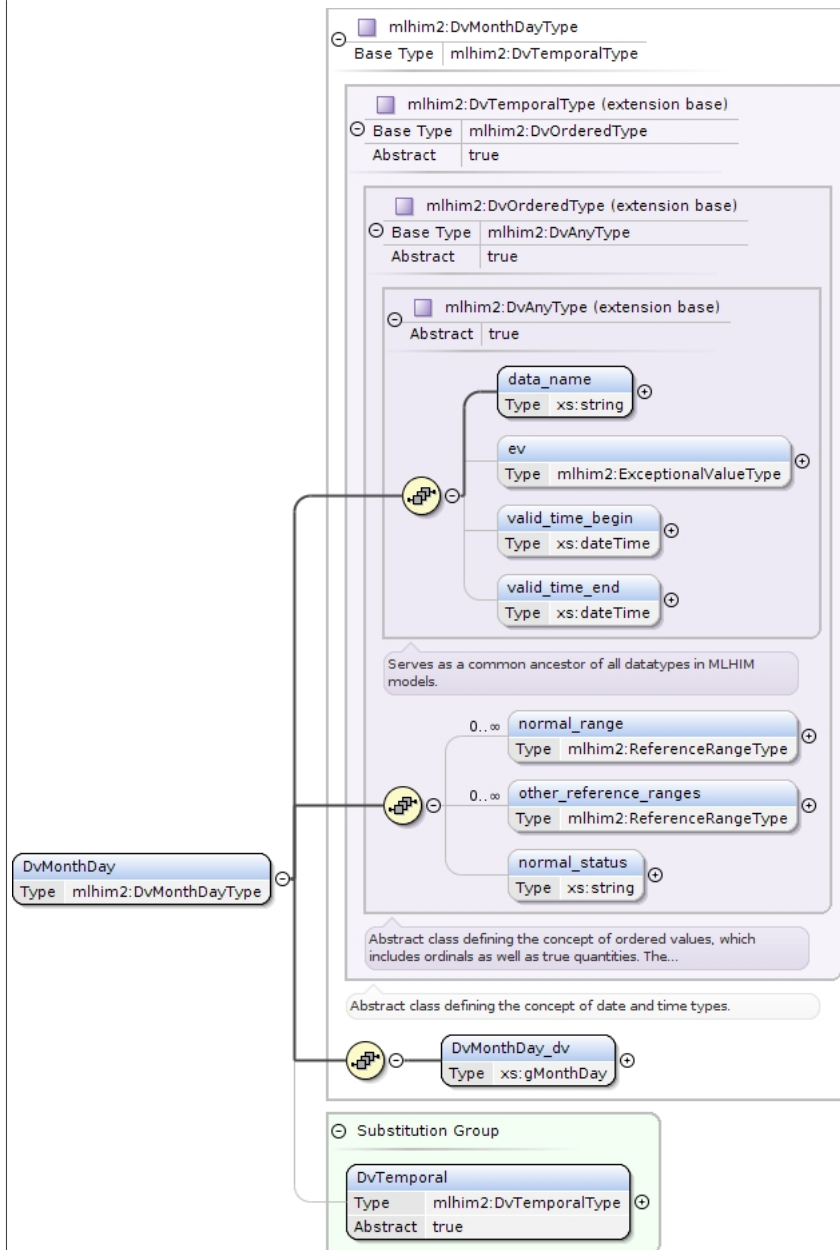 mlhim2:DvMonthDayType
Base Type mlhim2:DvTemporalType
mlhim2:DvTemporalType (extension base)
Base Type mlhim2:DvOrderedType
Abstract true
mlhim2:DvOrderedType (extension base)
Base Type mlhim2:DvAnyType
Abstract true
mlhim2:DvAnyType (extension base)
Abstract true
data_name
Type xs:string
ev
Type mlhim2:ExceptionalValueType
valid_time_begin
Type xs:dateTime
valid_time_end
Type xs:dateTime
Serves as a common ancestor of all datatypes in MLHIM
models.
0..∞ normal_range
Type mlhim2:ReferenceRangeType
0..∞ other_reference_ranges
Type mlhim2:ReferenceRangeType
normal_status
Type xs:string
DvMonthDay
Type mlhim2:DvMonthDayType
Abstract class defining the concept of ordered values, which
includes ordinals as well as true quantities. The...
Abstract class defining the concept of date and time types.
DvMonthDay_dv
Type xs:gMonthDay
Substitution Group
DvTemporal
Type mlhim2:DvTemporalType
Abstract true